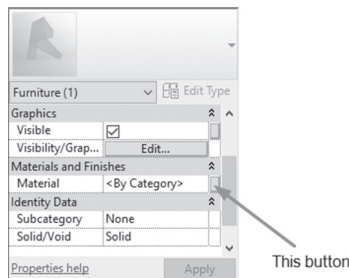 Furniture (1) Edit Type
Graphics
Visible
Visibility/Grap... Edit...
Materials and Finishes
Material <By Category>
Identity Data
Subcategory None
Solid/Void Solid
Properties help Apply
This button